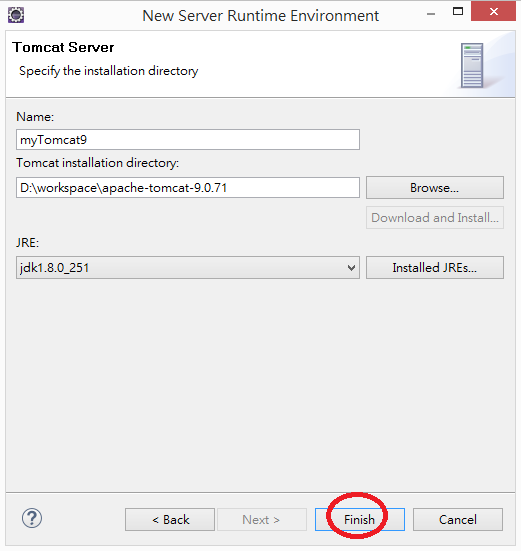 New Server Runtime Environment
Tomcat Server
Specify the installation directory
Name:
myTomcat9
Tomcat installation directory:
D:\workspace\apache-tomcat-9.0.71
Browse...
Download and Install...
JRE:
jdk1.8.0_251
Installed JREs...
?
< Back
Next >
Finish
Cancel